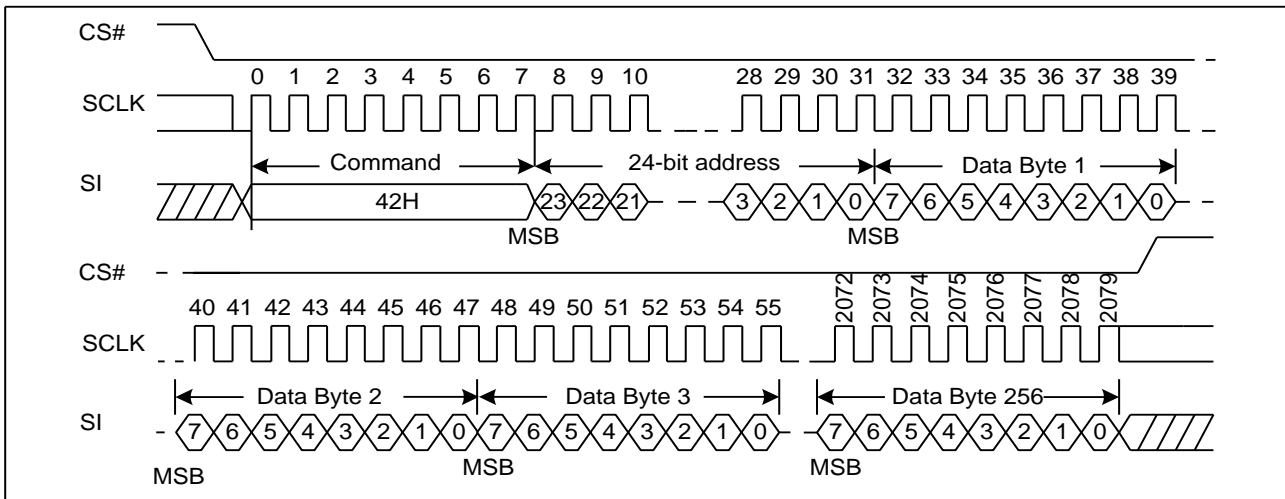 CS#
0 1 2 3 4 5 6 7 8 9 10 28 29 30 31 32 33 34 35 36 37 38 39
SCLK
Command 24-bit address Data Byte 1
SI
42H 23 22 21 3 2 1 0 7 6 5 4 3 2 1 0
MSB MSB
CS#
40 41 42 43 44 45 46 47 48 49 50 51 52 53 54 55 2072 2073 2074 2075 2076 2077 2078 2079
SCLK
Data Byte 2 Data Byte 3 Data Byte 256
SI
7 6 5 4 3 2 1 0 7 6 5 4 3 2 1 0 7 6 5 4 3 2 1 0
MSB MSB MSB